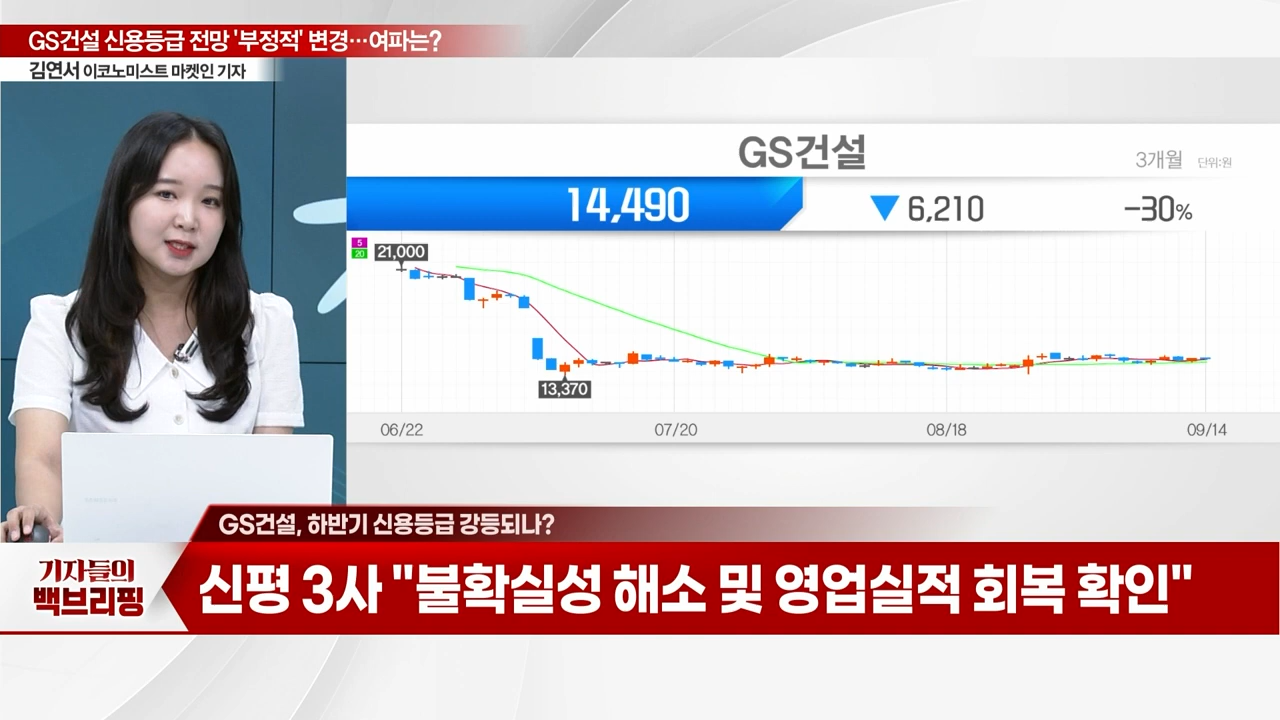 GS건설 신용등급 전망 '부정적' 변경…여파는?
김연서 이코노미스트 마켓인 기자
GS건설
3개월 단위:원
14,490 ▼6,210 -30%
5
20
21,000
13,370
06/22 07/20 08/18 09/14
GS건설, 하반기 신용등급 강등되나?
기자들의
백브리핑
신평 3사 "불확실성 해소 및 영업실적 회복 확인"